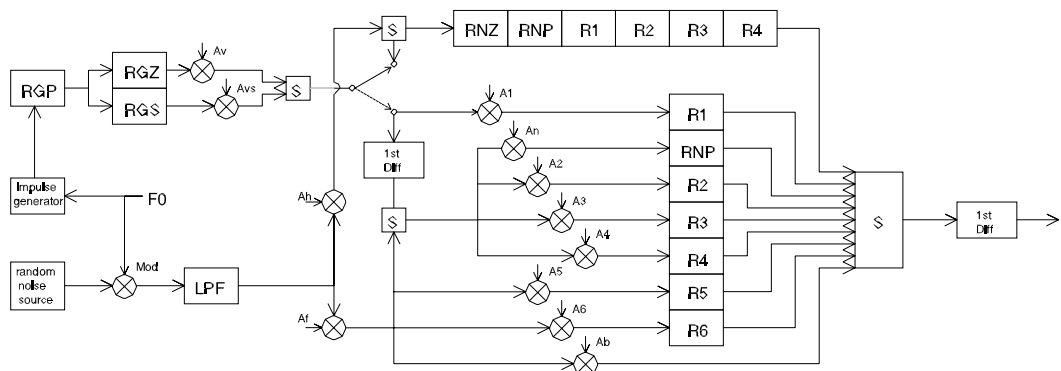 S
RNZ RNP R1 R2 R3 R4
Av
RGZ
RGP
Avs
S
RGS
A1
R1
1st
Diff
An
RNP
A2
R2
Impulse
generator
F0
Ah
S
A3
R3
S
1st
Diff
A4
R4
random
noise
source
Mod
LPF
A5
R5
Af
A6
R6
Ab